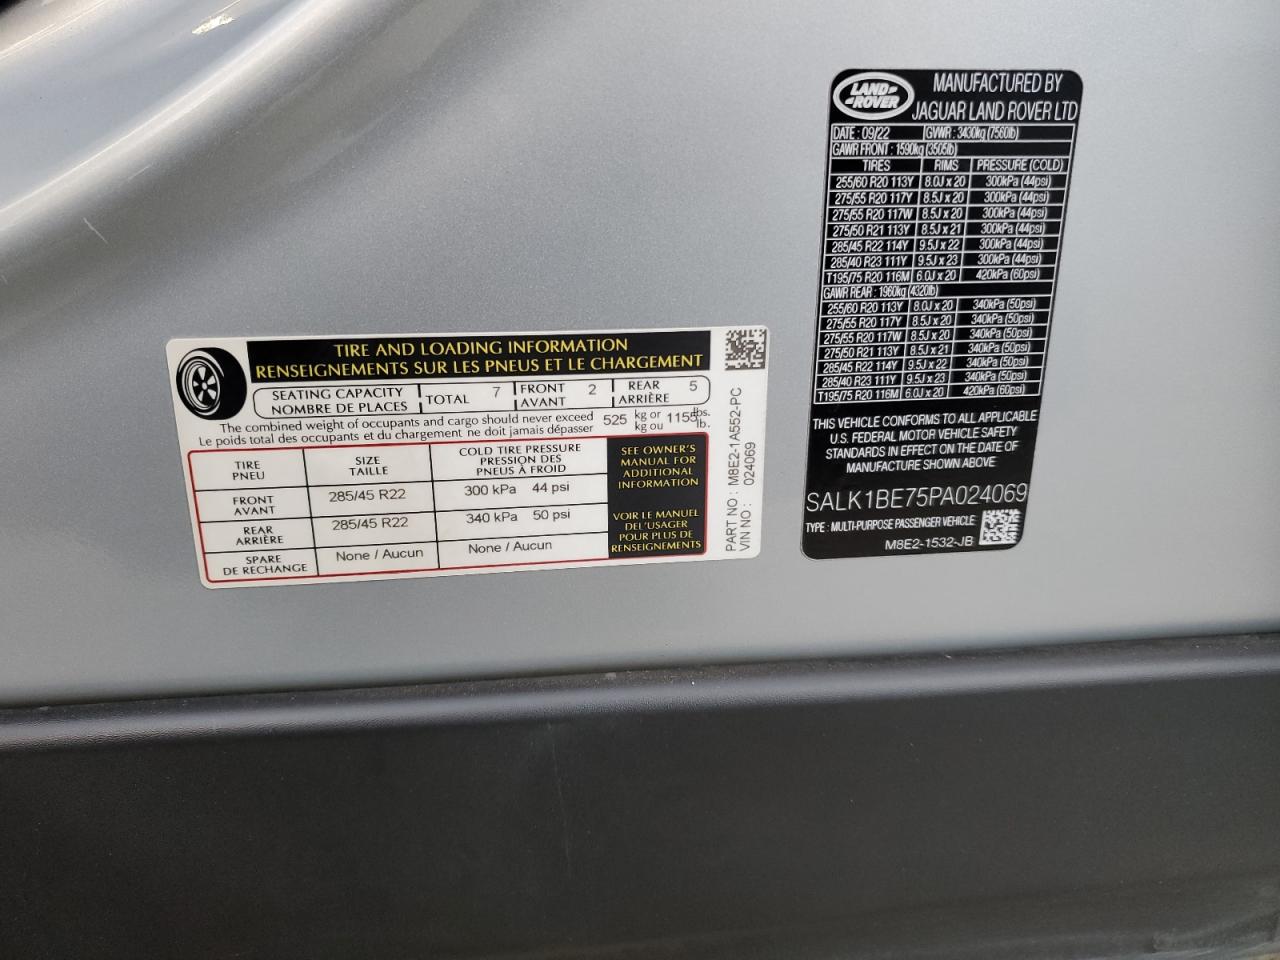 TIRE AND LOADING INFORMATION
RENSEIGNEMENTS SUR LES PNEUS ET LE CHARGEMENT
SEATING CAPACITY
NOMBRE DE PLACES
TOTAL 7
FRONT
AVANT
2
REAR
ARRIÈRE
5
The combined weight of occupants and cargo should never exceed
Le poids total des occupants et du chargement ne doit jamais dépasser
525
kg or
kg ou
1155
lbs.
lb.
TIRE
PNEU
SIZE
TAILLE
COLD TIRE PRESSURE
PRESSION DES
PNEUS À FROID
FRONT
AVANT
285/45 R22
300 kPa 44 psi
REAR
ARRIÈRE
285/45 R22
340 kPa 50 psi
SPARE
DE RECHANGE
None / Aucun
None / Aucun
SEE OWNER'S
MANUAL FOR
ADDITIONAL
INFORMATION
VOIR LE MANUEL
DEL'USAGER
POUR PLUS DE
RENSEIGNEMENTS
PART NO : M8E2-1A552-PC
VIN NO : 024069
LAND-
-ROVER
MANUFACTURED BY
JAGUAR LAND ROVER LTD
DATE : 09/22 GVWR : 3430kg (7560lb)
GAWR FRONT : 1590kg (3505lb)
TIRES RIMS PRESSURE (COLD)
255/60 R20 113Y 8.0J x 20 300kPa (44psi)
275/55 R20 117Y 8.5J x 20 300kPa (44psi)
275/55 R20 117W 8.5J x 20 300kPa (44psi)
275/50 R21 113Y 8.5J x 21 300kPa (44psi)
285/45 R22 114Y 9.5J x 22 300kPa (44psi)
285/40 R23 111Y 9.5J x 23 300kPa (44psi)
T195/75 R20 116M 6.0J x 20 420kPa (60psi)
GAWR REAR : 1960kg (4320lb)
255/60 R20 113Y 8.0J x 20 340kPa (50psi)
275/55 R20 117Y 8.5J x 20 340kPa (50psi)
275/55 R20 117W 8.5J x 20 340kPa (50psi)
275/50 R21 113Y 8.5J x 21 340kPa (50psi)
285/45 R22 114Y 9.5J x 22 340kPa (50psi)
285/40 R23 111Y 9.5J x 23 340kPa (50psi)
T195/75 R20 116M 6.0J x 20 420kPa (60psi)
THIS VEHICLE CONFORMS TO ALL APPLICABLE
U.S. FEDERAL MOTOR VEHICLE SAFETY
STANDARDS IN EFFECT ON THE DATE OF
MANUFACTURE SHOWN ABOVE
SALK1BE75PA024069
TYPE : MULTI-PURPOSE PASSENGER VEHICLE
M8E2-1532-JB